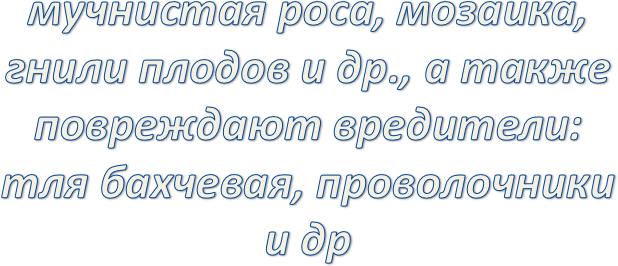 мучнистая роса, мозаика,
гнили плодов и др., а также
повреждают вредители:
тля бахчевая, проволочники
и др